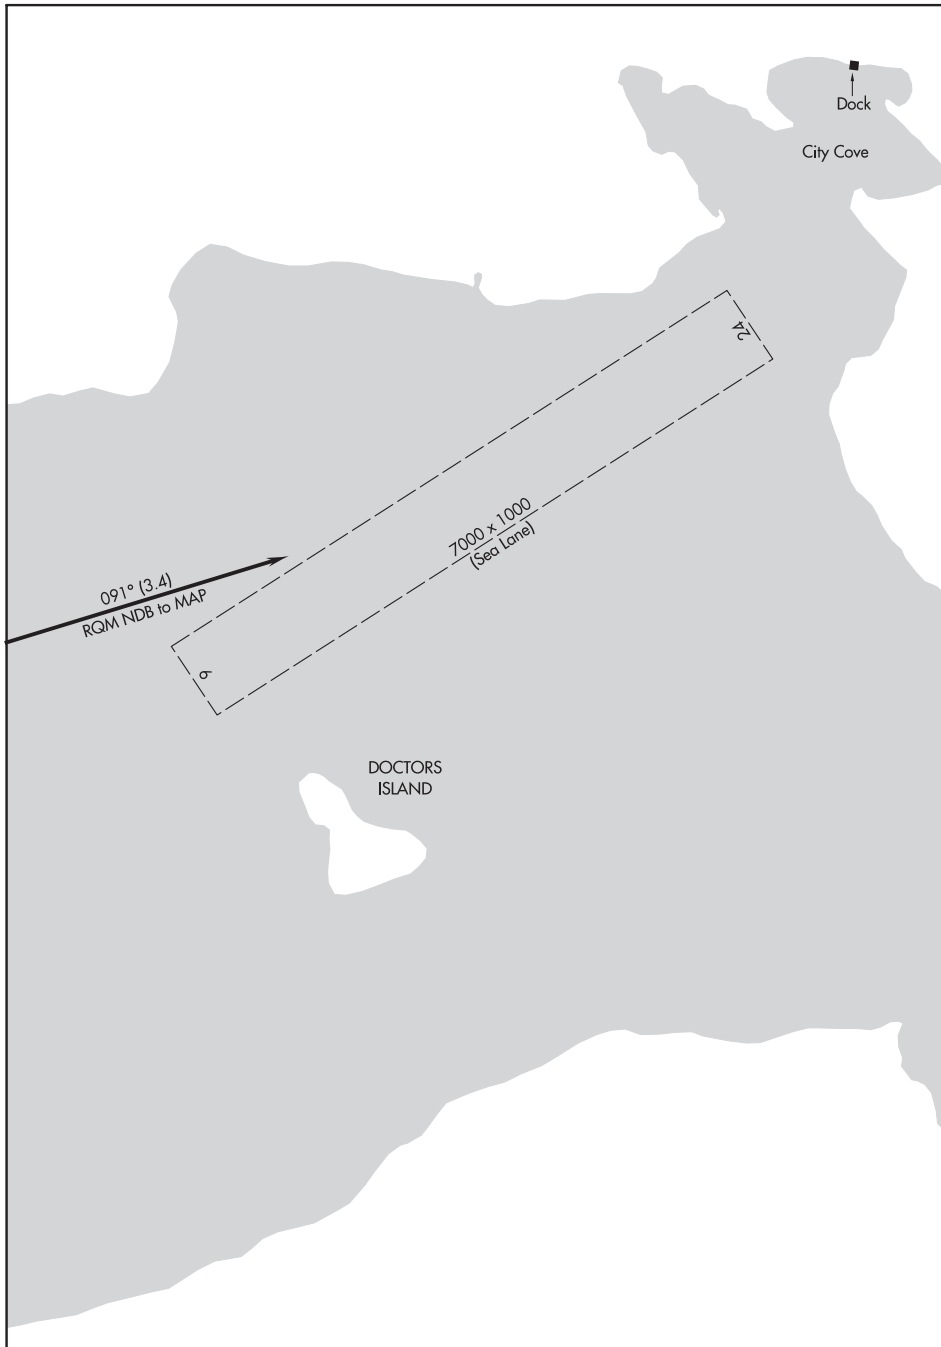 Dock
City Cove
24
7000 x 1000
(Sea Lane)
091° (3.4)
RQM NDB to MAP
6
DOCTORS
ISLAND